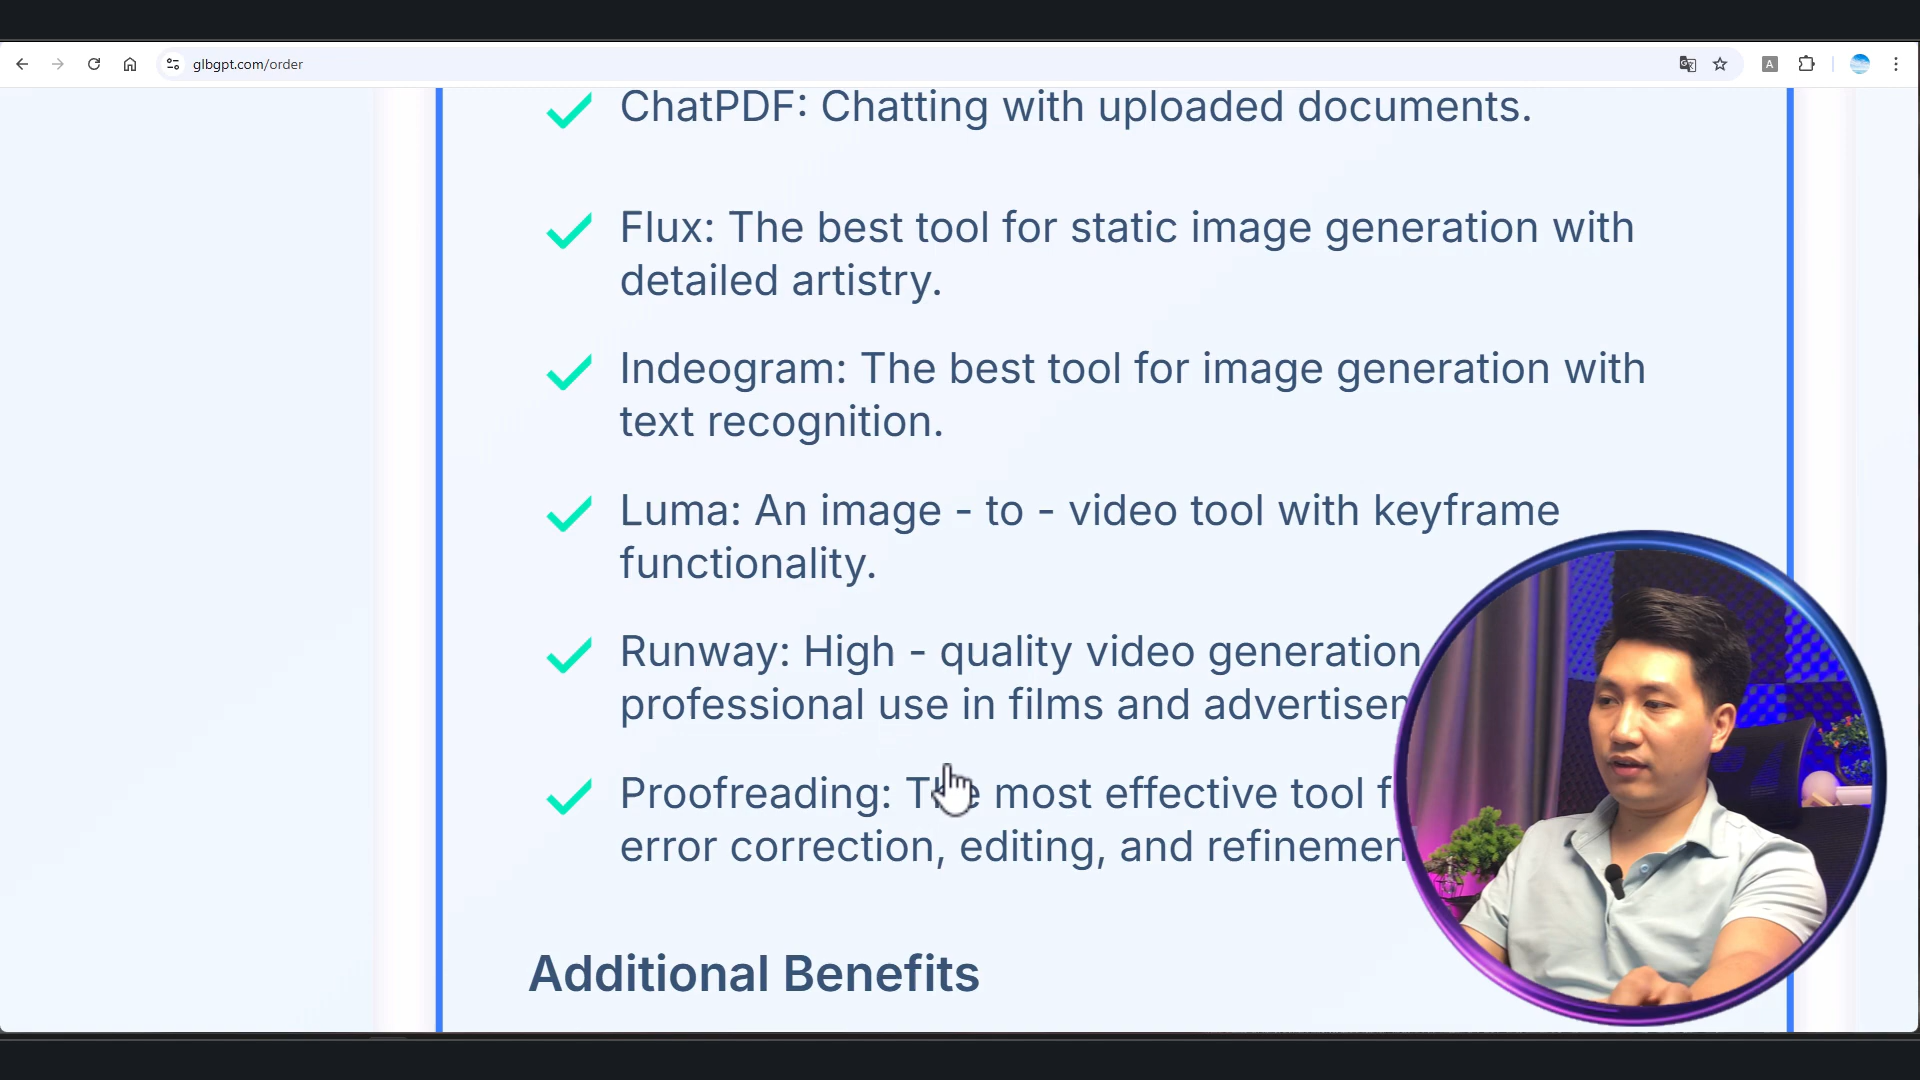 glbgpt.com/order
ChatPDF: Chatting with uploaded documents.
Flux: The best tool for static image generation with
detailed artistry.
Indeogram: The best tool for image generation with
text recognition.
Luma: An image - to - video tool with keyframe
functionality.
Runway: High - quality video generation
professional use in films and
Proofreading: The most effective tool
error correction, editing, and
Additional Benefits